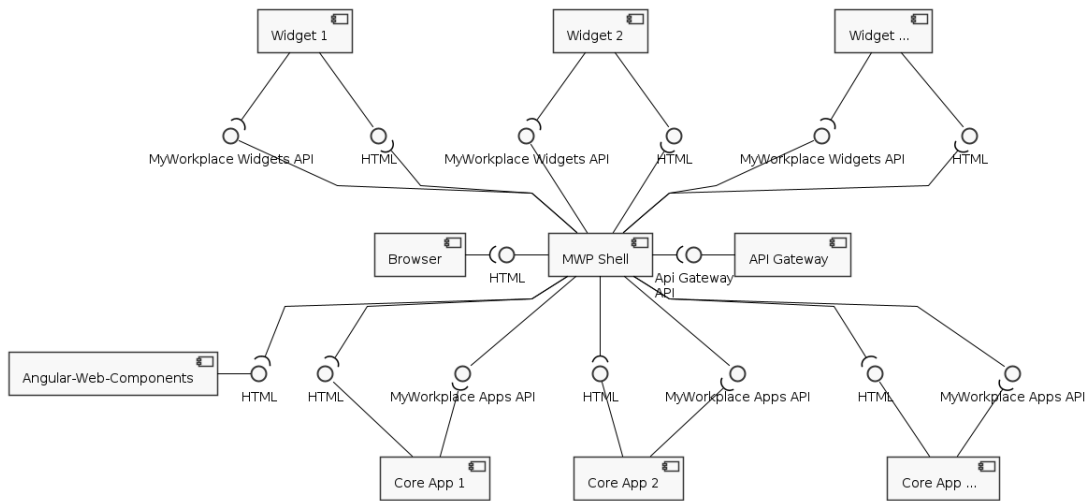 Widget 1
Widget 2
Widget ...
MyWorkplace Widgets API
HTML
MyWorkplace Widgets API
HTML
MyWorkplace Widgets API
HTML
Browser
HTML
MWP Shell
Api Gateway
API
API Gateway
Angular-Web-Components
HTML
HTML
MyWorkplace Apps API
HTML
MyWorkplace Apps API
HTML
MyWorkplace Apps API
Core App 1
Core App 2
Core App ...